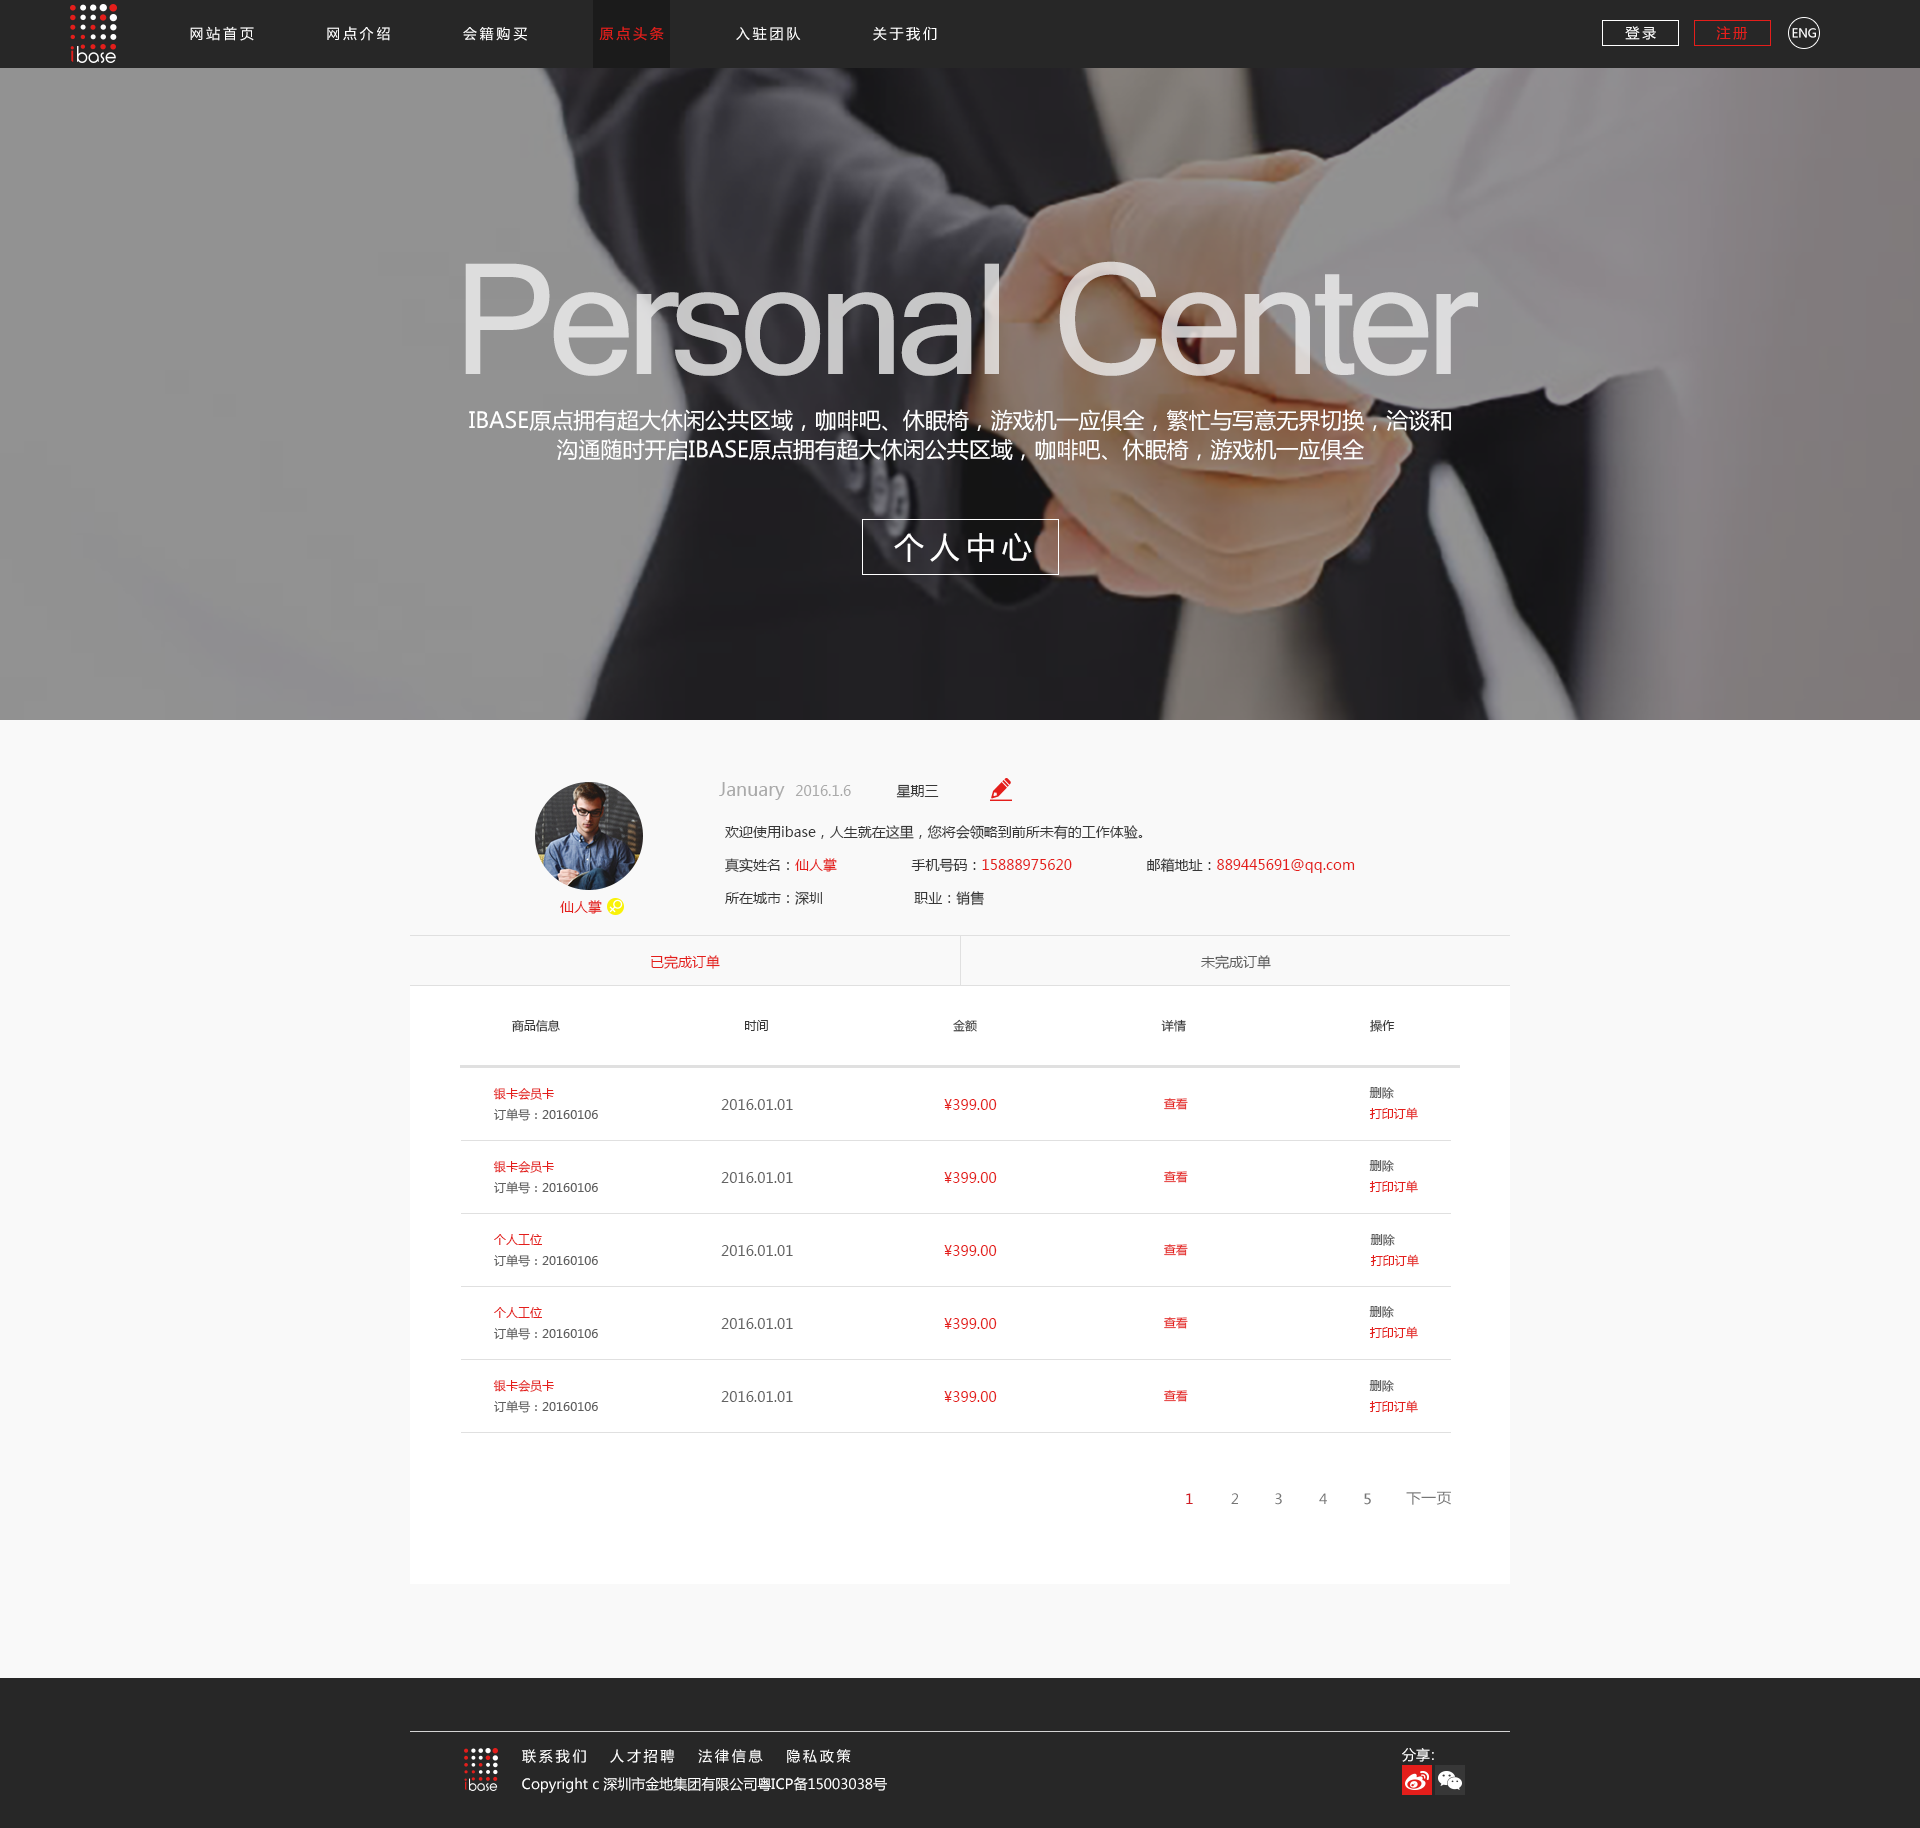 ibase
网站首页 网点介绍 会籍购买 原点头条 入驻团队 关于我们 登录 注册 ENG
Personal Center
IBASE原点拥有超大休闲公共区域，咖啡吧、休眠椅，游戏机一应俱全，繁忙与写意无界切换，洽谈和
沟通随时开启IBASE原点拥有超大休闲公共区域，咖啡吧、休眠椅，游戏机一应俱全
个人中心
January 2016.1.6 星期三
欢迎使用ibase，人生就在这里，您将会领略到前所未有的工作体验。
真实姓名：仙人掌 手机号码：15888975620 邮箱地址：889445691@qq.com
所在城市：深圳 职业：销售
仙人掌
已完成订单 未完成订单
商品信息 时间 金额 详情 操作
银卡会员卡
订单号：20160106
2016.01.01 ¥399.00 查看
删除
打印订单
银卡会员卡
订单号：20160106
2016.01.01 ¥399.00 查看
删除
打印订单
个人工位
订单号：20160106
2016.01.01 ¥399.00 查看
删除
打印订单
个人工位
订单号：20160106
2016.01.01 ¥399.00 查看
删除
打印订单
银卡会员卡
订单号：20160106
2016.01.01 ¥399.00 查看
删除
打印订单
1 2 3 4 5 下一页
ibase
联系我们 人才招聘 法律信息 隐私政策
Copyright c 深圳市金地集团有限公司粤ICP备15003038号
分享: